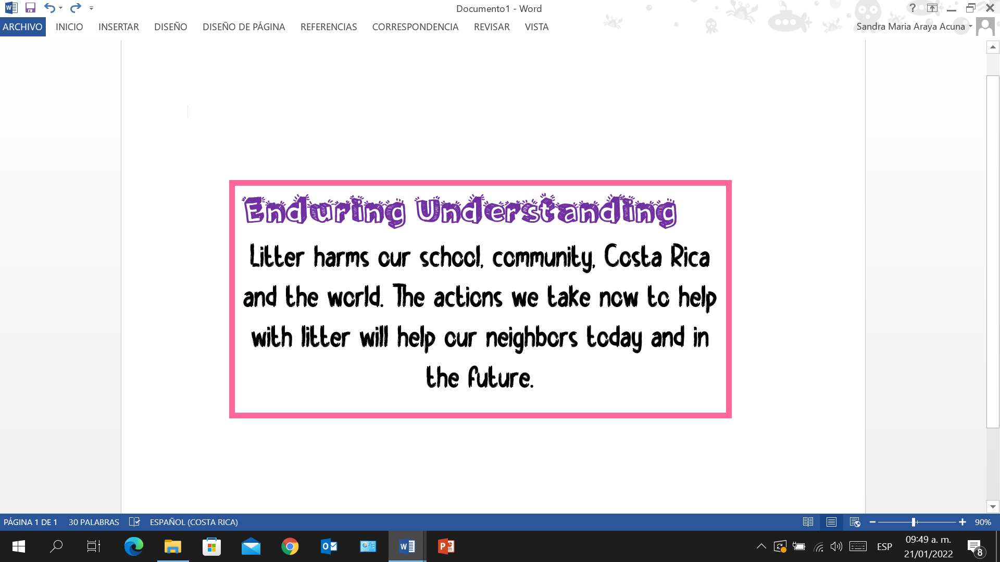 Documento1 - Word
?
ARCHIVO INICIO INSERTAR DISEÑO DISEÑO DE PÁGINA REFERENCIAS CORRESPONDENCIA REVISAR VISTA Sandra Maria Araya Acuna
Enduring Understanding
Litter harms our school, community, Costa Rica
and the world. The actions we take now to help
with litter will help our neighbors today and in
the future.
PÁGINA 1 DE 1 30 PALABRAS ESPAÑOL (COSTA RICA) 90%
ESP 09:49 a. m.
21/01/2022 8